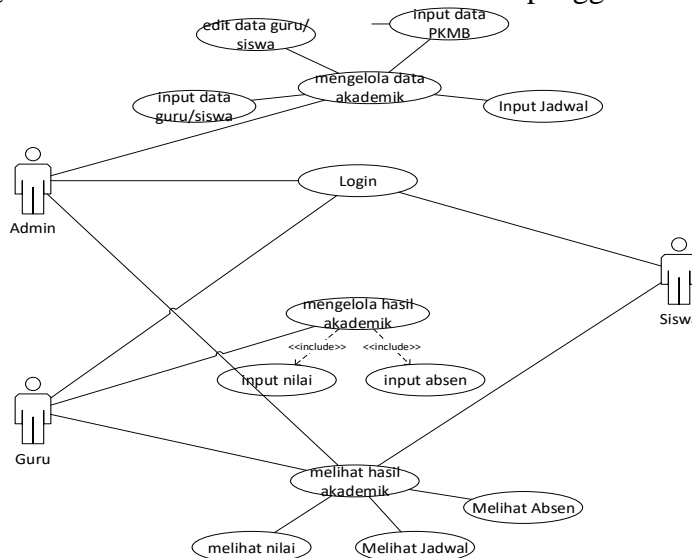 edit data guru/
siswa
input data
PKMB
mengelola data
akademik
input data
guru/siswa
Input Jadwal
Login
Admin
mengelola hasil
akademik
<<include>>
<<include>>
input nilai
input absen
Guru
melihat hasil
akademik
Melihat Absen
melihat nilai
Melihat Jadwal